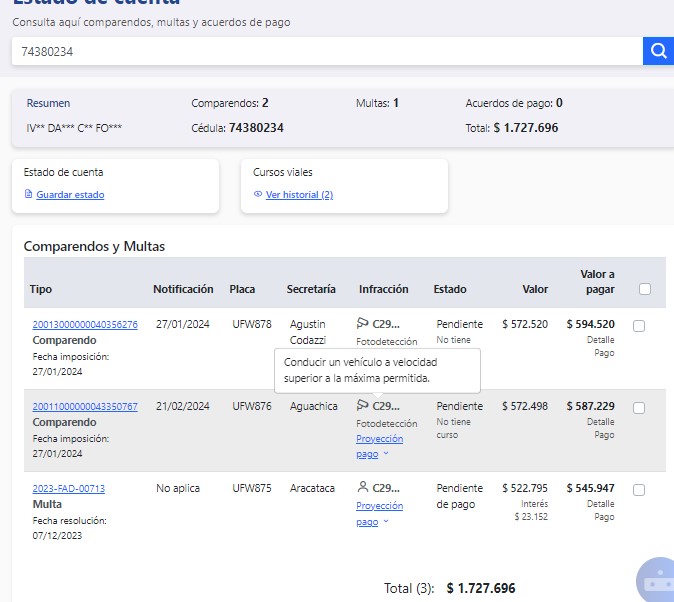 Estado de cuenta
Consulta aquí comparendos, multas y acuerdos de pago
74380234
Resumen Comparendos: 2 Multas: 1 Acuerdos de pago: 0
IV** DA*** C** FO*** Cédula: 74380234 Total: $ 1.727.696
Estado de cuenta
Guardar estado
Cursos viales
Ver historial (2)
Comparendos y Multas
Tipo Notificación Placa Secretaría Infracción Estado Valor Valor a pagar
20013000000040356276 27/01/2024 UFW878 Agustin C29... Pendiente $ 572.520 $ 594.520
Comparendo Codazzi Fotodetección No tiene Detalle
Fecha imposición: Pago
27/01/2024
Conducir un vehículo a velocidad
superior a la máxima permitida.
20011000000043350767 21/02/2024 UFW876 Aguachica C29... Pendiente $ 572.498 $ 587.229
Comparendo Fotodetección No tiene Detalle
Fecha imposición: Proyección curso Pago
27/01/2024 pago
2023-FAD-00713 No aplica UFW875 Aracataca C29... Pendiente $ 522.795 $ 545.947
Multa Proyección de pago Interés Detalle
Fecha resolución: pago $ 23.152 Pago
07/12/2023
Total (3): $ 1.727.696